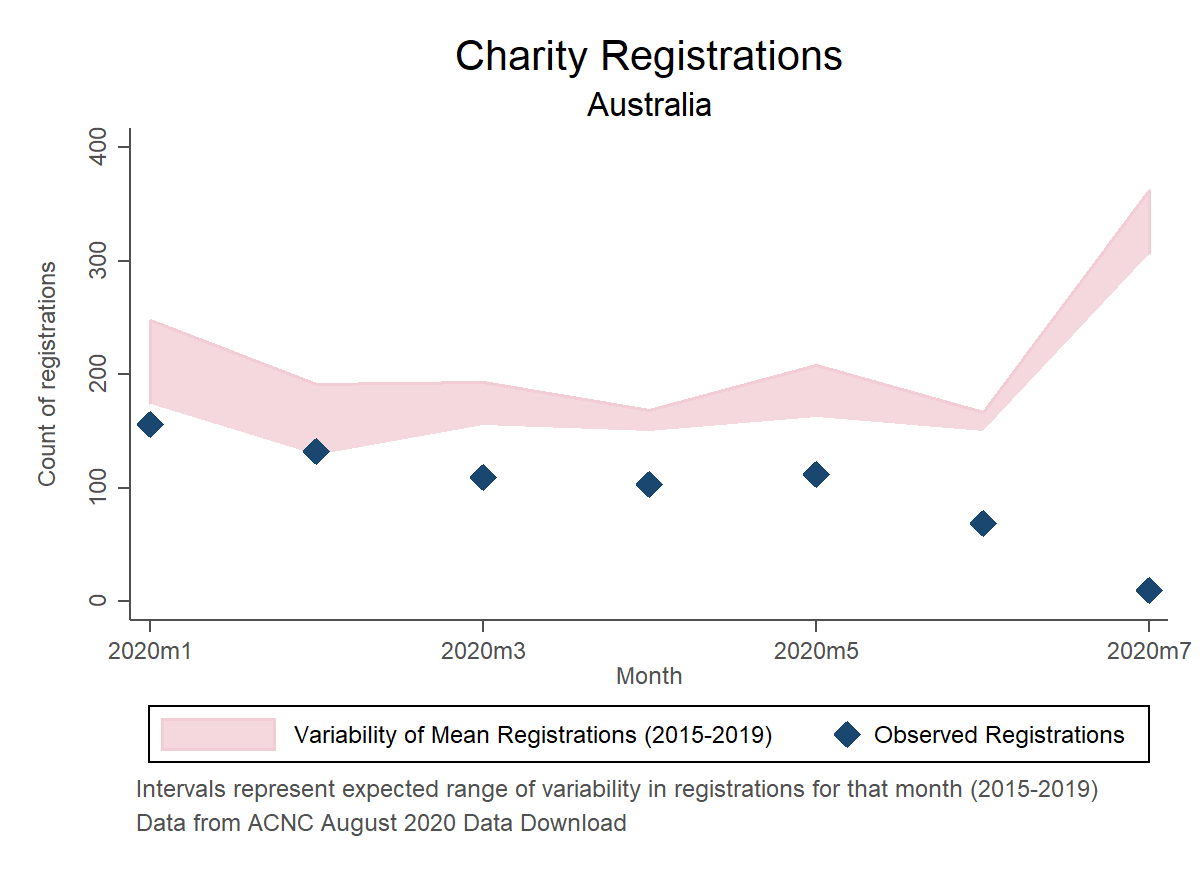 Charity Registrations
Australia
Count of registrations
400
300
200
100
0
2020m1 2020m3 2020m5 2020m7
Month
Variability of Mean Registrations (2015-2019) Observed Registrations
Intervals represent expected range of variability in registrations for that month (2015-2019)
Data from ACNC August 2020 Data Download